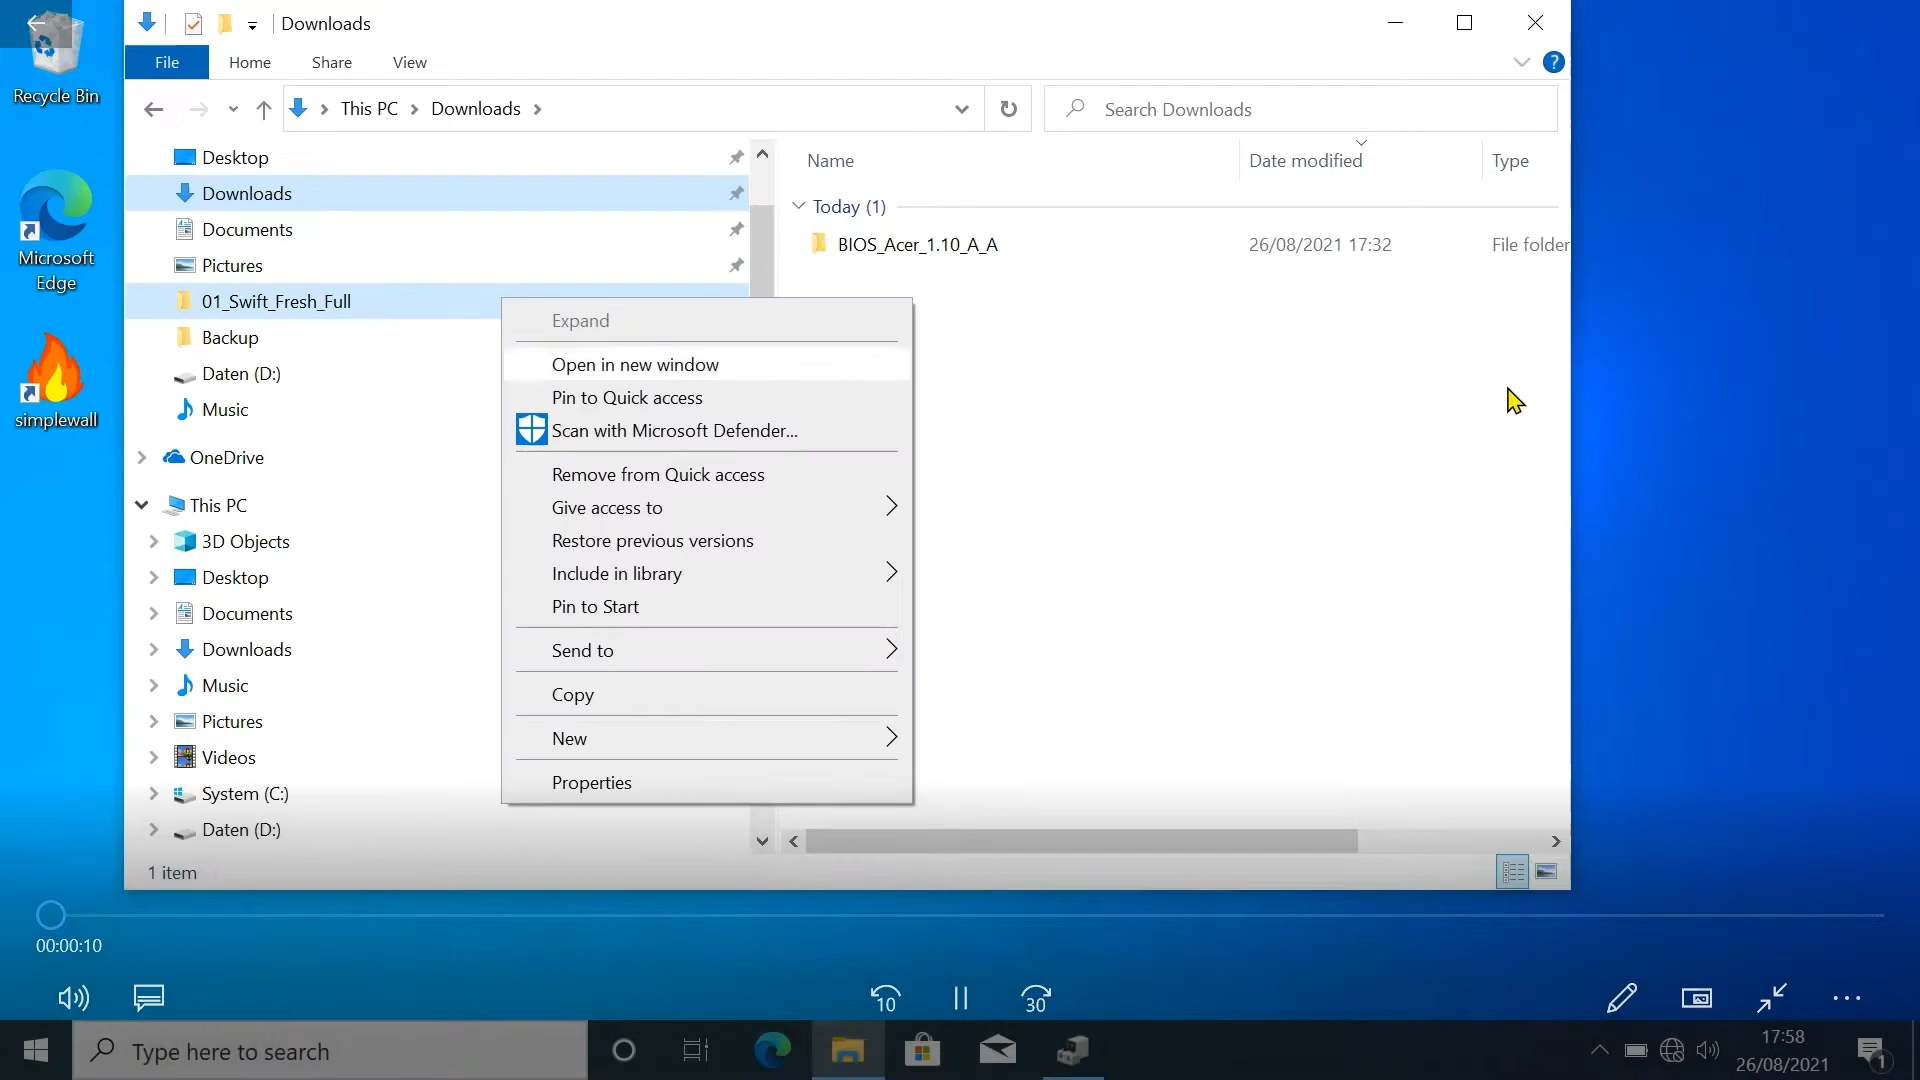 Recycle Bin
Microsoft
Edge
simplewall
Downloads
File
Home
Share
View
?
This PC
Downloads
Search Downloads
Desktop
Downloads
Documents
Pictures
01_Swift_Fresh_Full
Backup
Daten (D:)
Music
OneDrive
This PC
3D Objects
Desktop
Documents
Downloads
Music
Pictures
Videos
System (C:)
Daten (D:)
1 item
Name
Date modified
Type
Today (1)
BIOS_Acer_1.10_A_A
26/08/2021 17:32
File folder
Expand
Open in new window
Pin to Quick access
Scan with Microsoft Defender...
Remove from Quick access
Give access to
Restore previous versions
Include in library
Pin to Start
Send to
Copy
New
Properties
00:00:10
10
30
Type here to search
17:58
26/08/2021
1